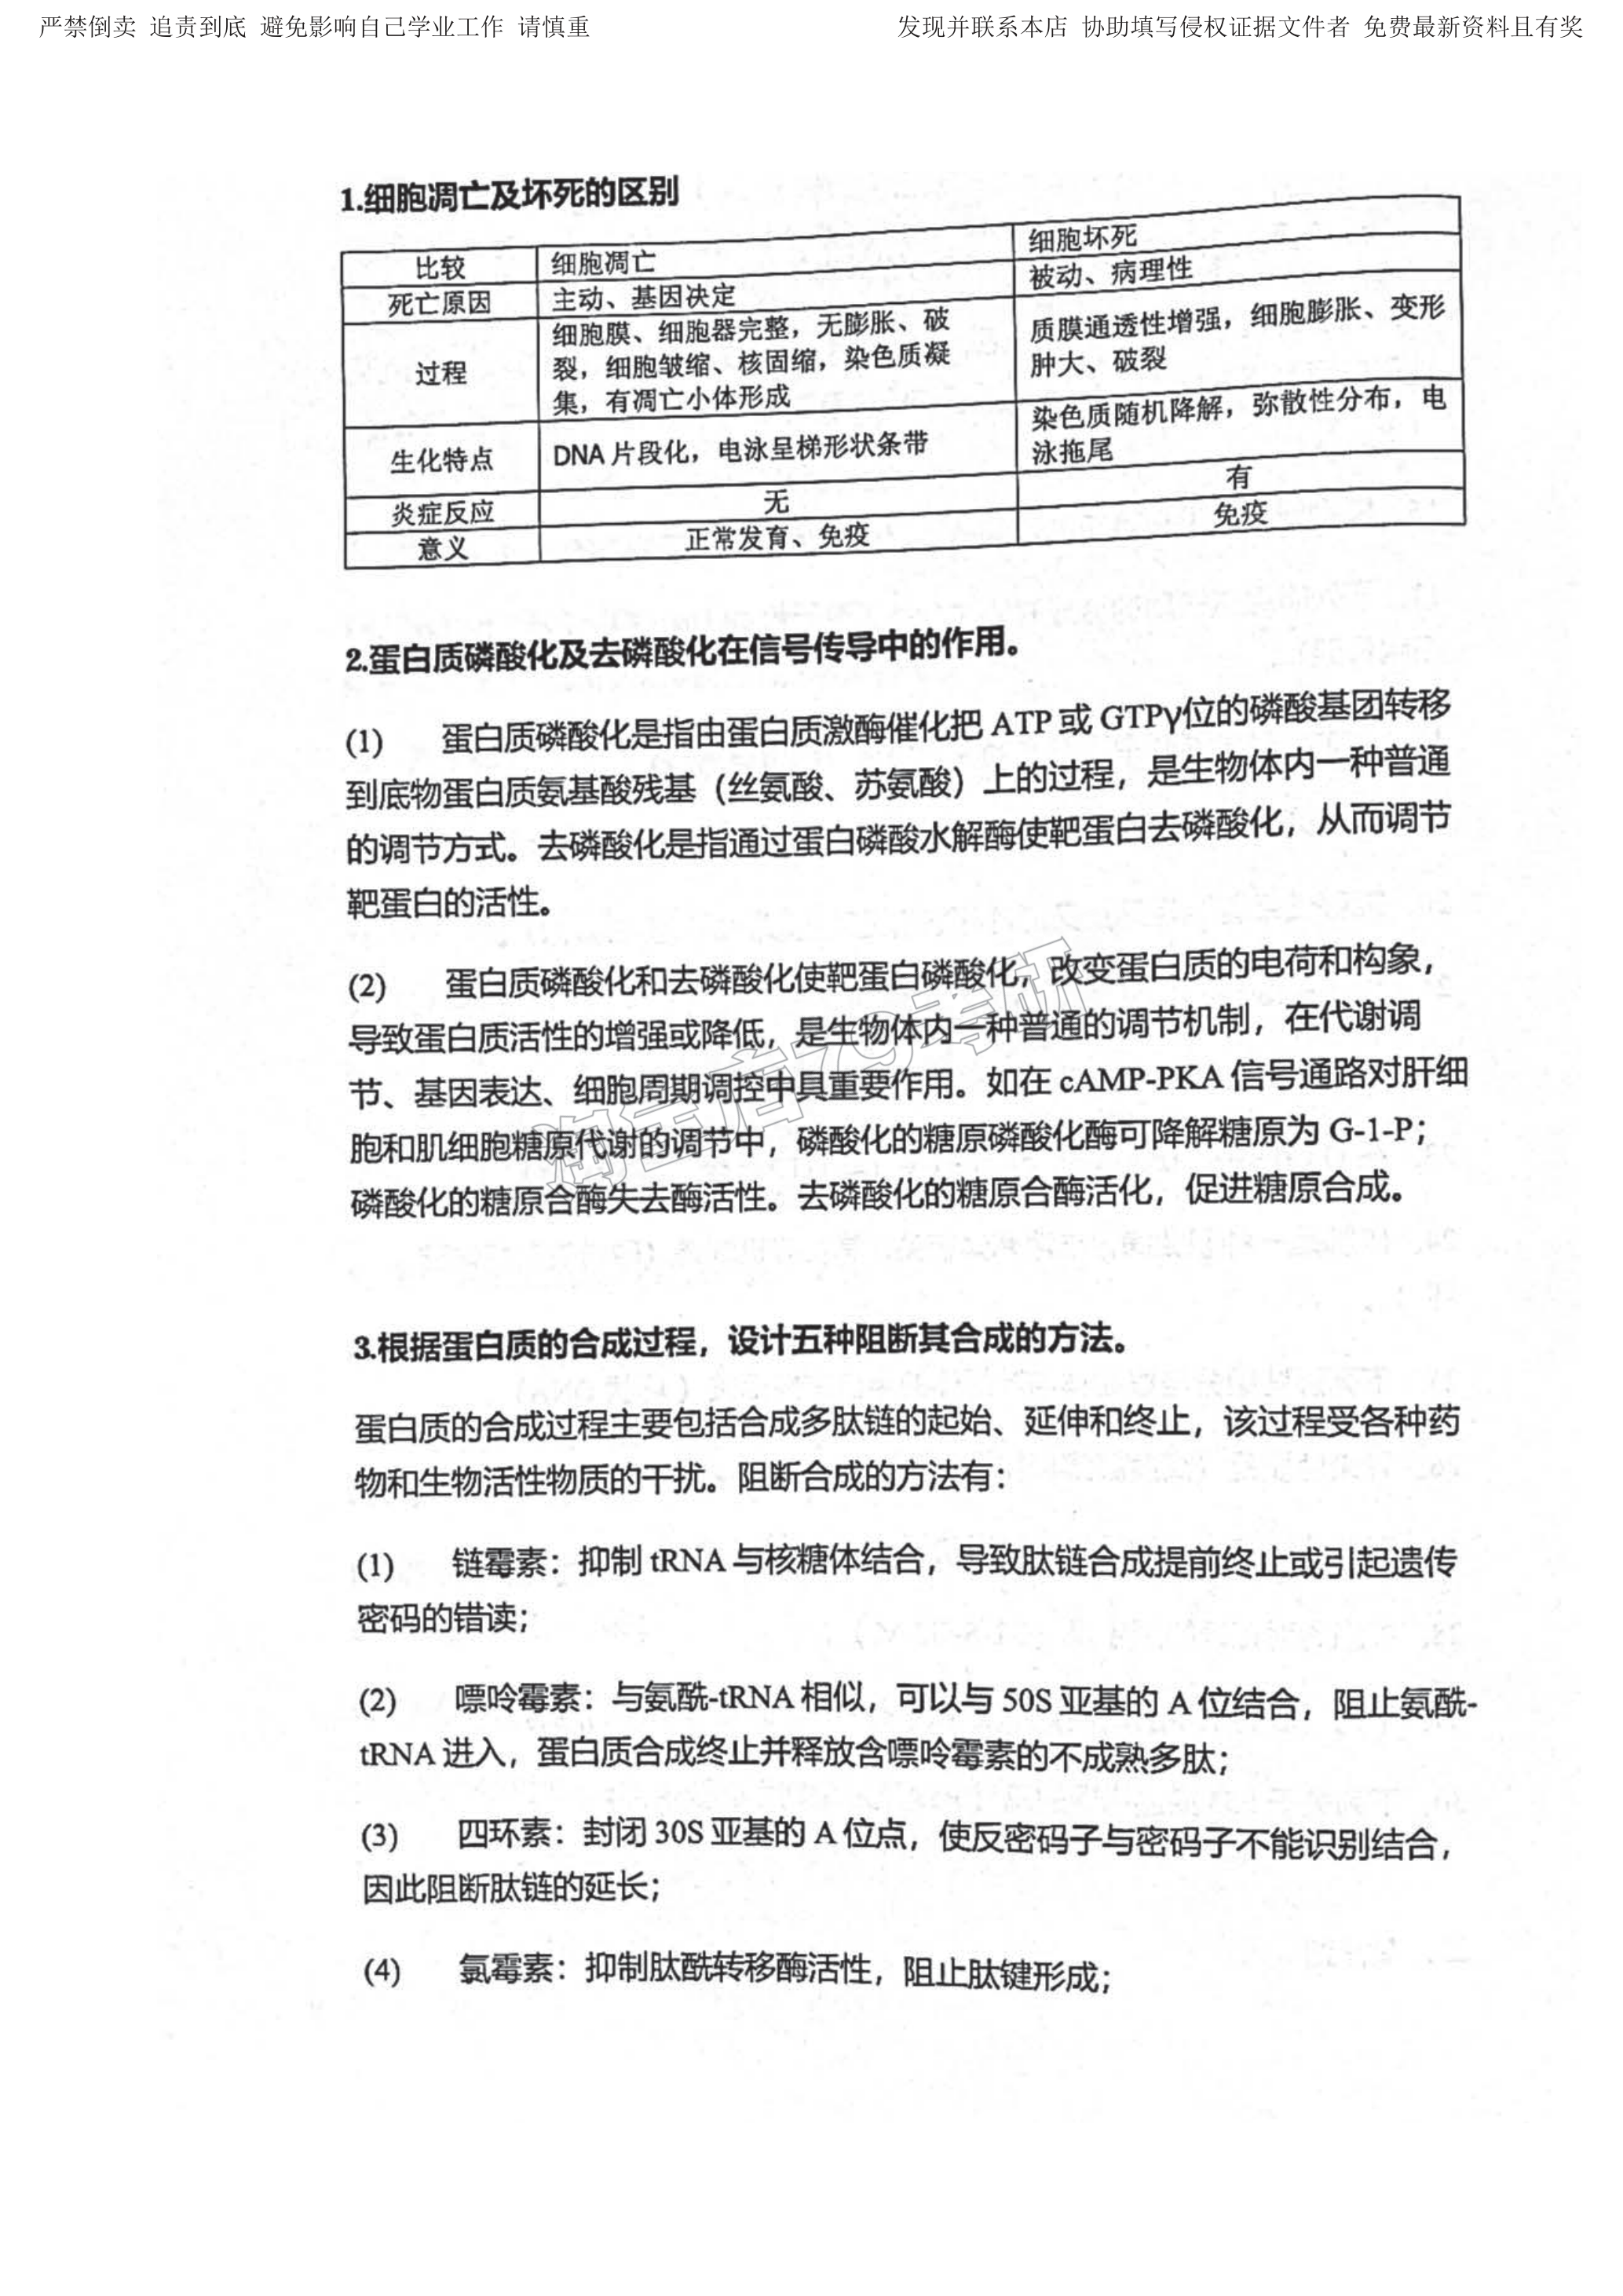 严禁倒卖 追责到底 避免影响自己学业工作 请慎重
发现并联系本店 协助填写侵权证据文件者 免费最新资料且有奖
1.细胞凋亡及坏死的区别
比较 细胞凋亡 细胞坏死
死亡原因 主动、基因决定 被动、病理性
过程
细胞膜、细胞器完整，无膨胀、破
裂，细胞皱缩、核固缩，染色质凝
集，有凋亡小体形成
质膜通透性增强，细胞膨胀、变形
肿大、破裂
生化特点 DNA 片段化，电泳呈梯形状条带
染色质随机降解，弥散性分布，电
泳拖尾
炎症反应 无 有
意义 正常发育、免疫 免疫
2.蛋白质磷酸化及去磷酸化在信号传导中的作用。
(1) 蛋白质磷酸化是指由蛋白质激酶催化把 ATP 或 GTPγ位的磷酸基团转移
到底物蛋白质氨基酸残基（丝氨酸、苏氨酸）上的过程，是生物体内一种普通
的调节方式。去磷酸化是指通过蛋白磷酸水解酶使靶蛋白去磷酸化，从而调节
靶蛋白的活性。
(2) 蛋白质磷酸化和去磷酸化使靶蛋白磷酸化，改变蛋白质的电荷和构象，
导致蛋白质活性的增强或降低，是生物体内一种普通的调节机制，在代谢调
节、基因表达、细胞周期调控中具重要作用。如在 cAMP-PKA 信号通路对肝细
胞和肌细胞糖原代谢的调节中，磷酸化的糖原磷酸化酶可降解糖原为 G-1-P；
磷酸化的糖原合酶失去酶活性。去磷酸化的糖原合酶活化，促进糖原合成。
淘宝店79考研
3.根据蛋白质的合成过程，设计五种阻断其合成的方法。
蛋白质的合成过程主要包括合成多肽链的起始、延伸和终止，该过程受各种药
物和生物活性物质的干扰。阻断合成的方法有：
(1) 链霉素：抑制 tRNA 与核糖体结合，导致肽链合成提前终止或引起遗传
密码的错读；
(2) 嘌呤霉素：与氨酰-tRNA 相似，可以与 50S 亚基的 A 位结合，阻止氨酰-
tRNA 进入，蛋白质合成终止并释放含嘌呤霉素的不成熟多肽；
(3) 四环素：封闭 30S 亚基的 A 位点，使反密码子与密码子不能识别结合，
因此阻断肽链的延长；
(4) 氯霉素：抑制肽酰转移酶活性，阻止肽键形成；